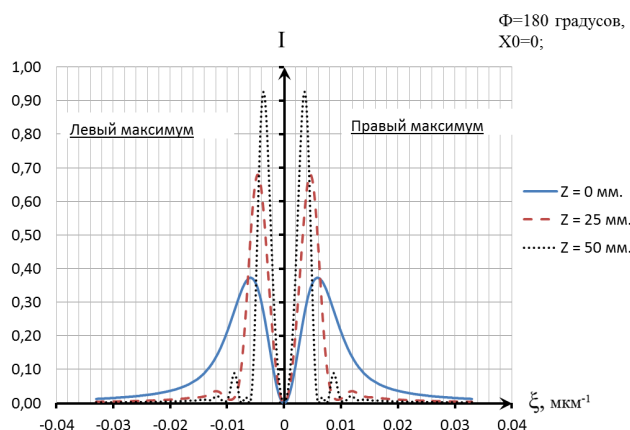 Ф=180 градусов,
X0=0;
I
1,00
0,90
0,80
0,70
0,60
0,50
0,40
0,30
0,20
0,10
0,00
Левый максимум
Правый максимум
Z = 0 мм.
Z = 25 мм.
Z = 50 мм.
-0.04
-0.03
-0.02
-0.01
0
0.01
0.02
0.03
0.04
ξ, мкм⁻¹